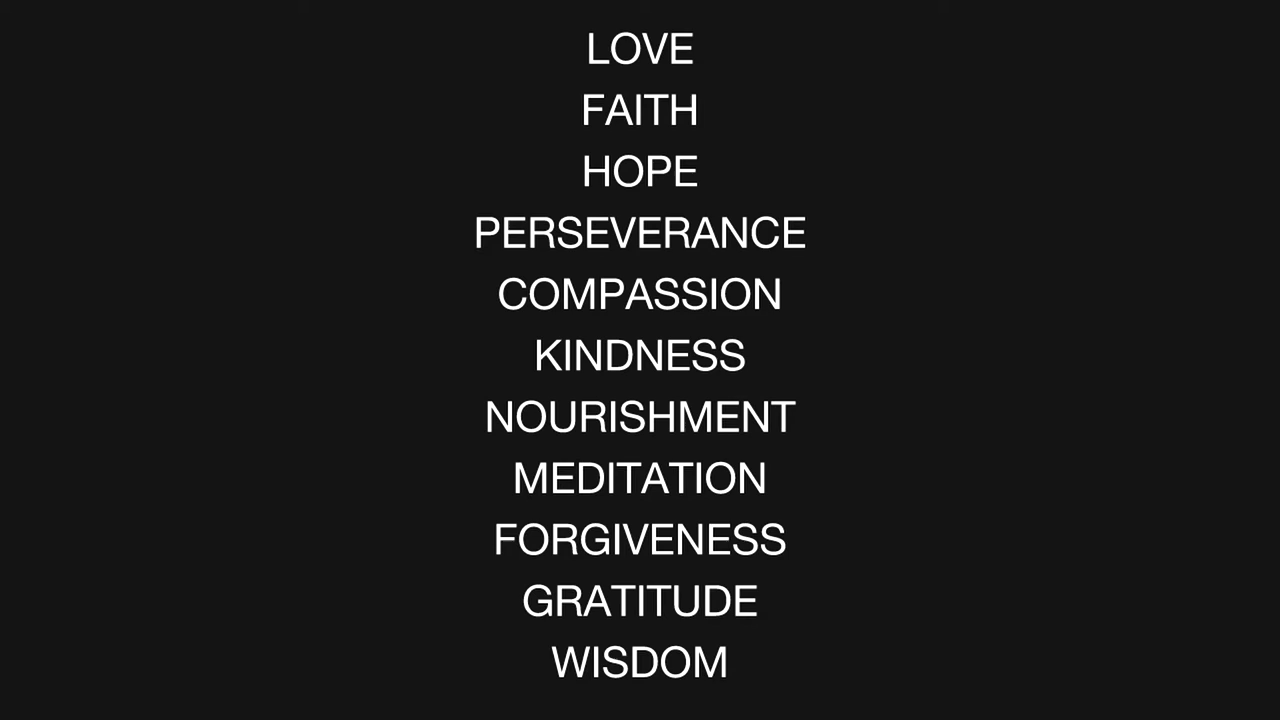 LOVE
FAITH
HOPE
PERSEVERANCE
COMPASSION
KINDNESS
NOURISHMENT
MEDITATION
FORGIVENESS
GRATITUDE
WISDOM